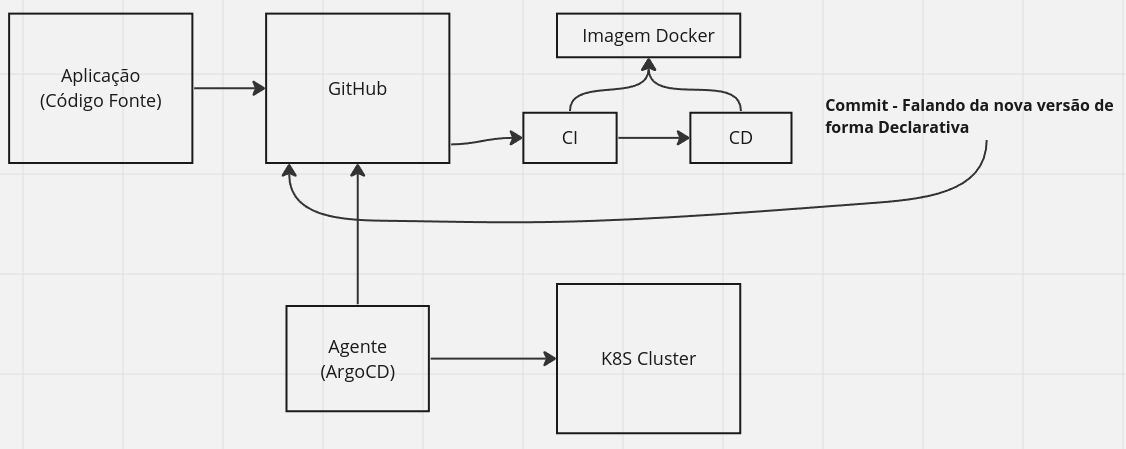 Aplicação
(Código Fonte)
GitHub
Imagem Docker
CI
CD
Commit - Falando da nova versão de
forma Declarativa
Agente
(ArgoCD)
K8S Cluster